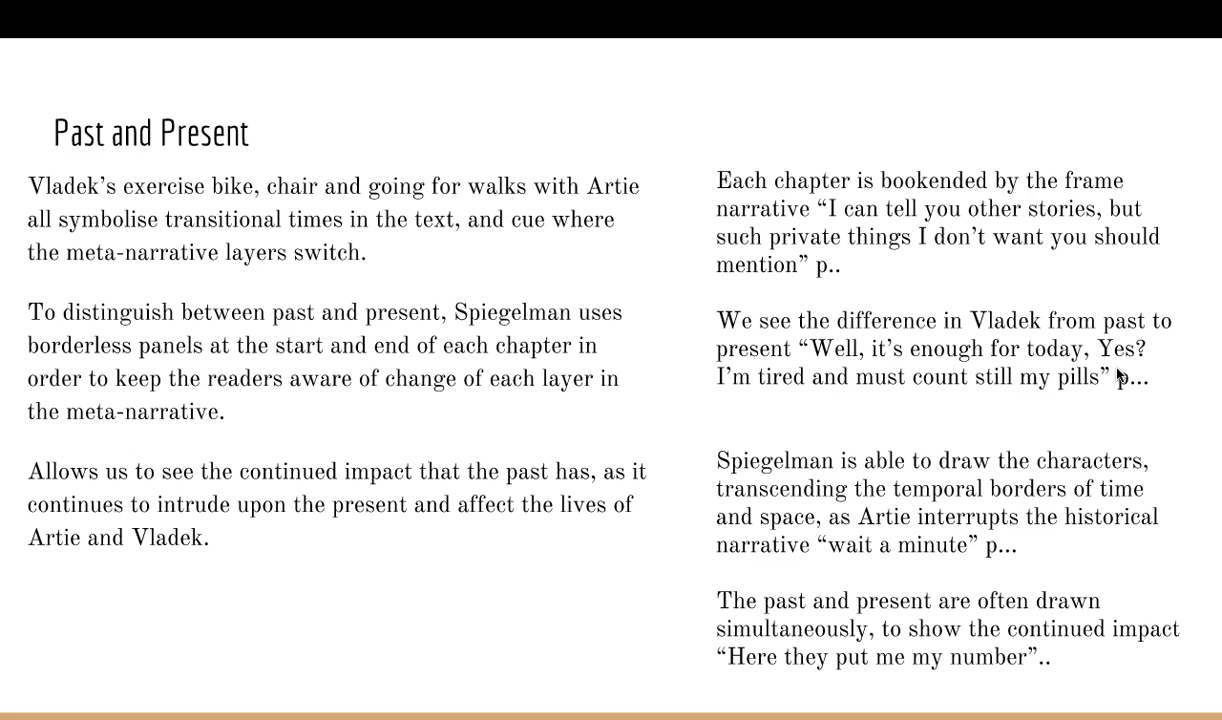 Past and Present
Vladek’s exercise bike, chair and going for walks with Artie
all symbolise transitional times in the text, and cue where
the meta-narrative layers switch.
To distinguish between past and present, Spiegelman uses
borderless panels at the start and end of each chapter in
order to keep the readers aware of change of each layer in
the meta-narrative.
Allows us to see the continued impact that the past has, as it
continues to intrude upon the present and affect the lives of
Artie and Vladek.
Each chapter is bookended by the frame
narrative “I can tell you other stories, but
such private things I don’t want you should
mention” p..
We see the difference in Vladek from past to
present “Well, it’s enough for today, Yes?
I’m tired and must count still my pills” p...
Spiegelman is able to draw the characters,
transcending the temporal borders of time
and space, as Artie interrupts the historical
narrative “wait a minute” p...
The past and present are often drawn
simultaneously, to show the continued impact
“Here they put me my number”..